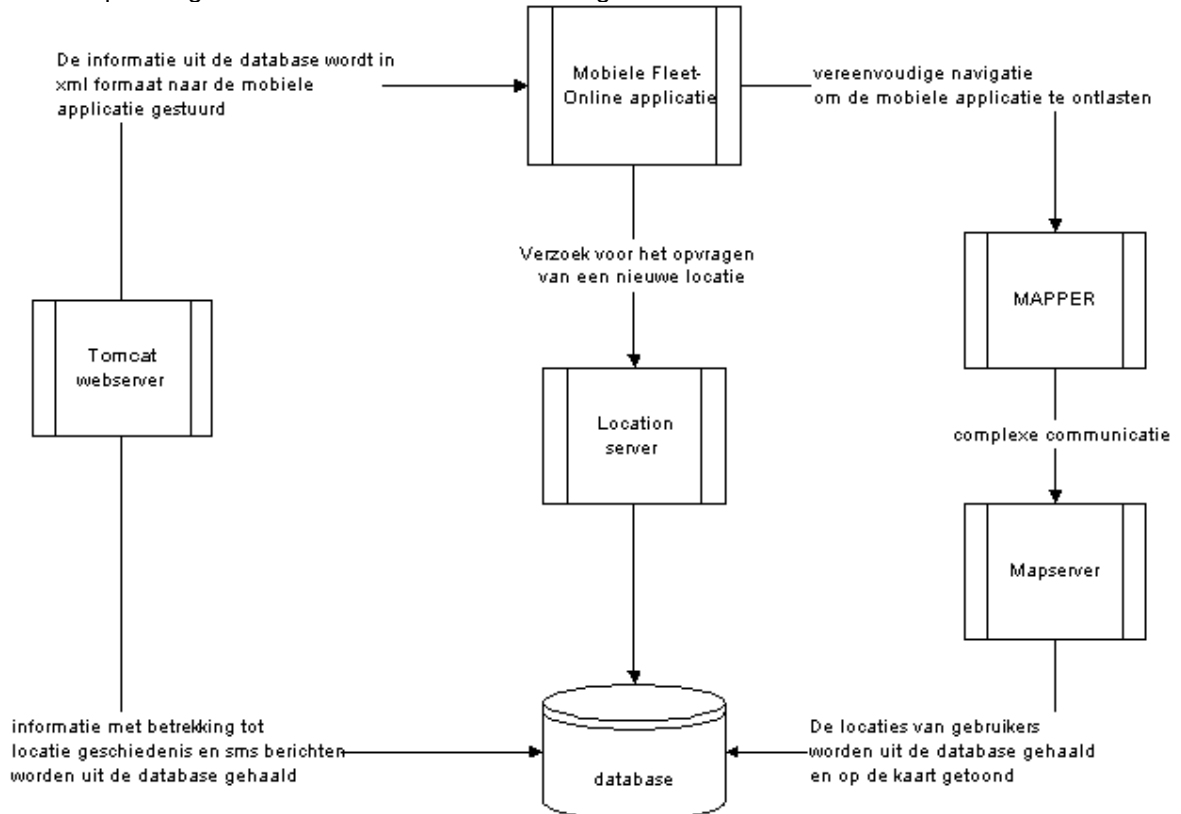 De informatie uit de database wordt in
xml formaat naar de mobiele
applicatie gestuurd
Mobiele Fleet-
Online applicatie
vereenvoudige navigatie
om de mobiele applicatie te ontlasten
Verzoek voor het opvragen
van een nieuwe locatie
MAPPER
Tomcat
webserver
Location
server
complexe communicatie
Mapserver
informatie met betrekking tot
locatie geschiedenis en sms berichten
worden uit de database gehaald
De locaties van gebruikers
worden uit de database gehaald
en op de kaart getoond
database